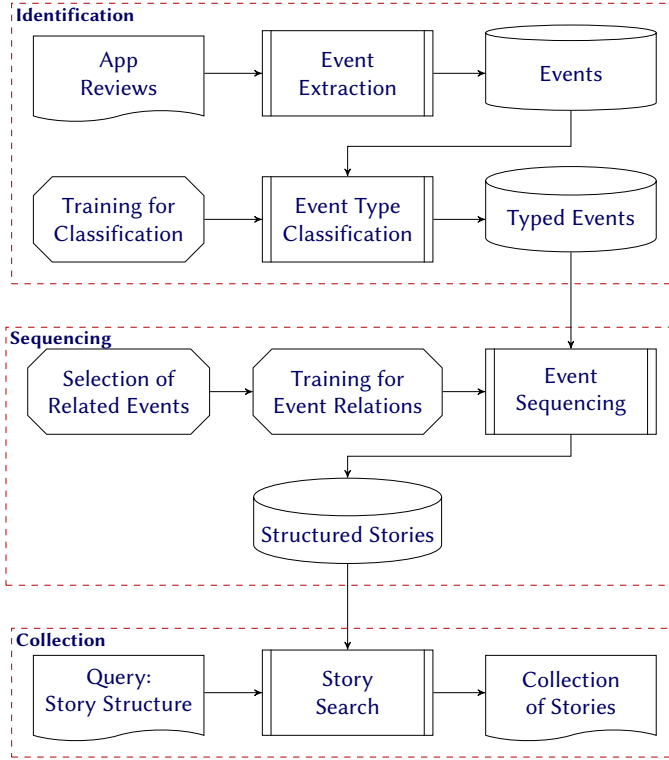 Identification
App
Reviews
Event
Extraction
Events
Training for
Classification
Event Type
Classification
Typed Events
Sequencing
Selection of
Related Events
Training for
Event Relations
Event
Sequencing
Structured Stories
Collection
Query:
Story Structure
Story
Search
Collection
of Stories